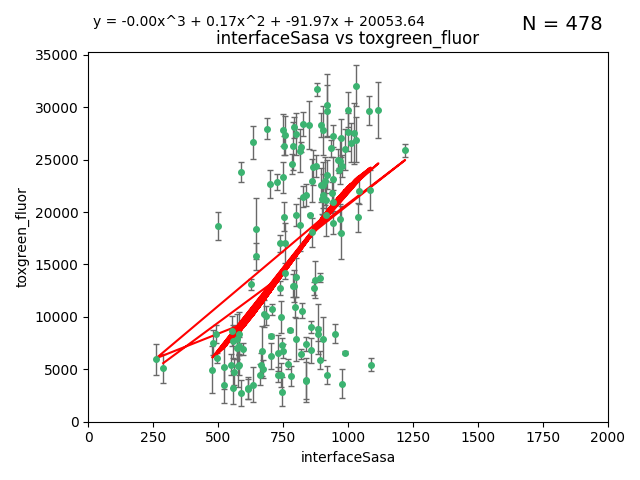 y = -0.00x^3 + 0.17x^2 + -91.97x + 20053.64
N = 478
interfaceSasa vs toxgreen_fluor
35000
30000
25000
20000
15000
10000
5000
0
toxgreen_fluor
0 250 500 750 1000 1250 1500 1750 2000
interfaceSasa